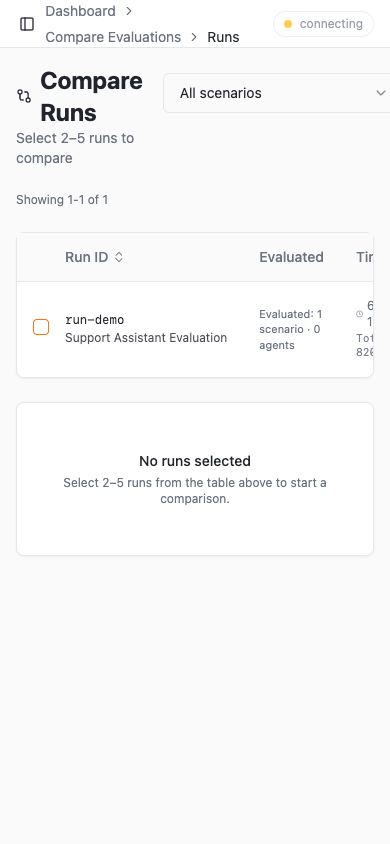 Dashboard
Compare Evaluations
Runs
connecting
Compare
Runs
Select 2–5 runs to
compare
All scenarios
Showing 1-1 of 1
Run ID
Evaluated
run-demo
Support Assistant Evaluation
Evaluated: 1
scenario · 0
agents
No runs selected
Select 2–5 runs from the table above to start a
comparison.